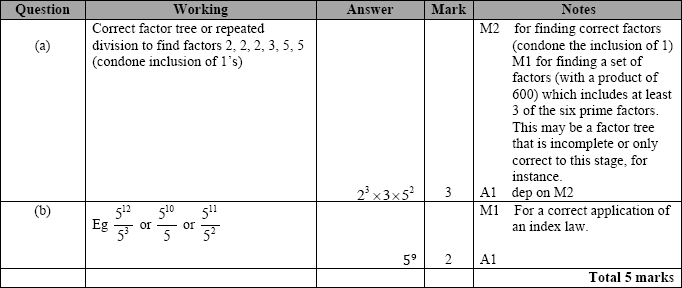 Question Working Answer Mark Notes
(a) Correct factor tree or repeated division to find factors 2, 2, 2, 3, 5, 5 (condone inclusion of 1's) 2³ ×3×5² 3
M2 for finding correct factors
(condone the inclusion of 1)
M1 for finding a set of
factors (with a product of
600) which includes at least
3 of the six prime factors.
This may be a factor tree
that is incomplete or only
correct to this stage, for
instance.
A1 dep on M2
(b) Eg 5¹²/5³ or 5¹⁰/5 or 5¹¹/5² 5⁹ 2
M1 For a correct application of
an index law.
A1
Total 5 marks